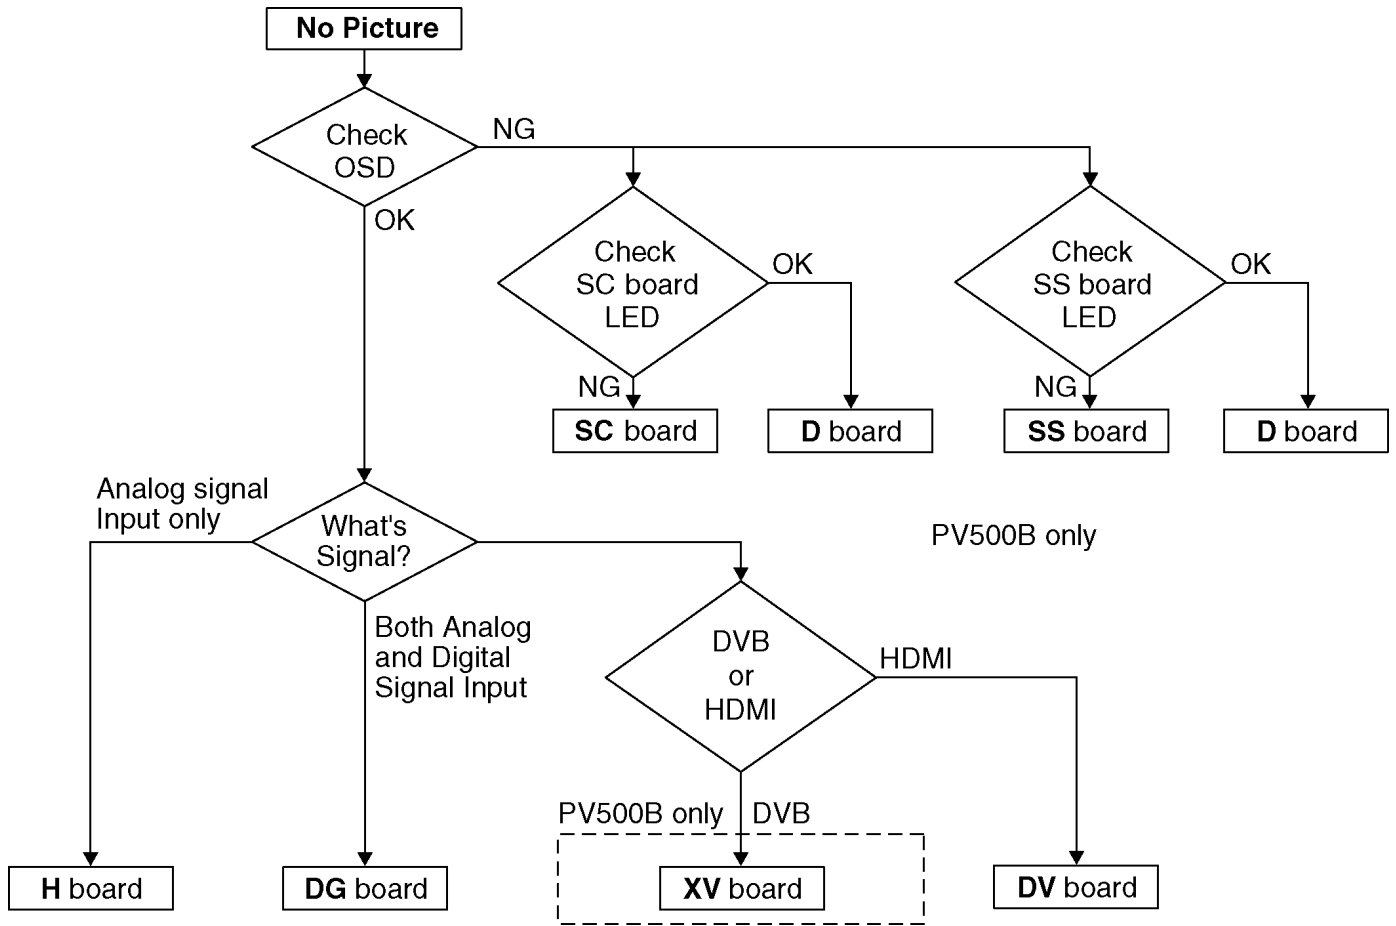 No Picture
Check
OSD
NG
OK
Check
SC board
LED
OK
NG
SC board
D board
Check
SS board
LED
OK
NG
SS board
D board
Analog signal
Input only
What's
Signal?
PV500B only
Both Analog
and Digital
Signal Input
DVB
or
HDMI
HDMI
PV500B only
DVB
H board
DG board
XV board
DV board